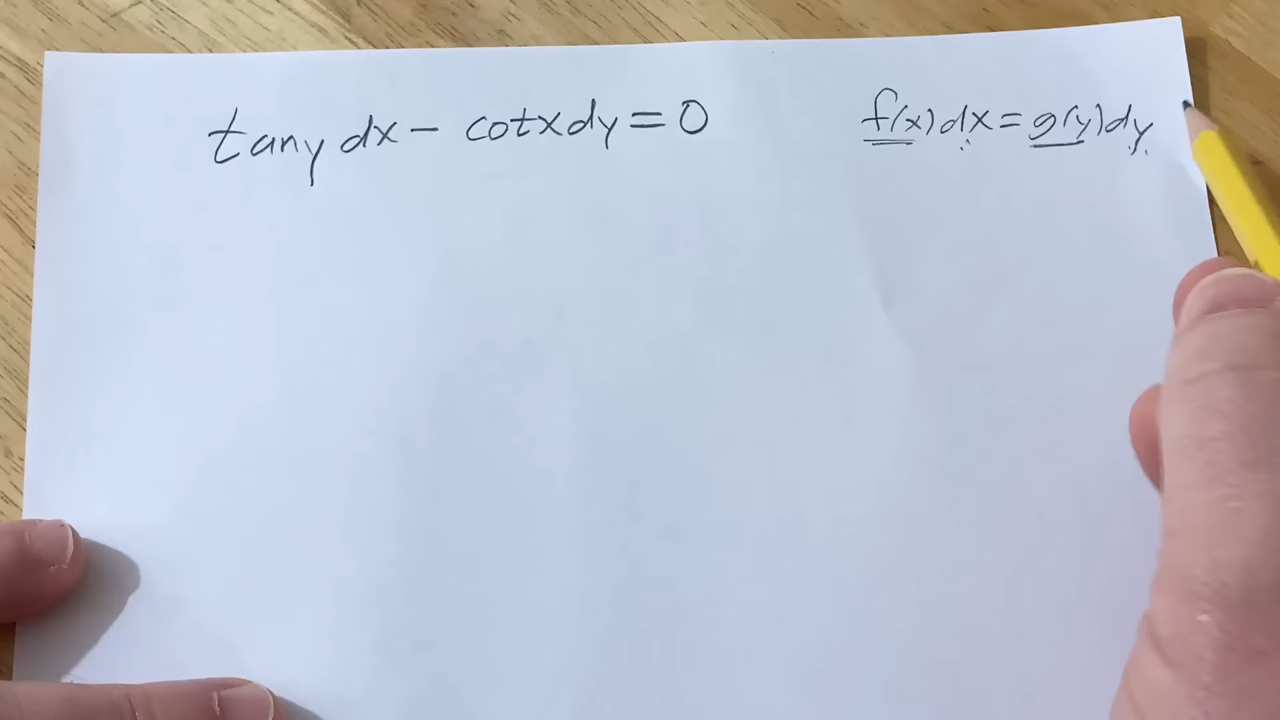 tany dx - cotx dy = 0
f(x) dx = g(y) dy